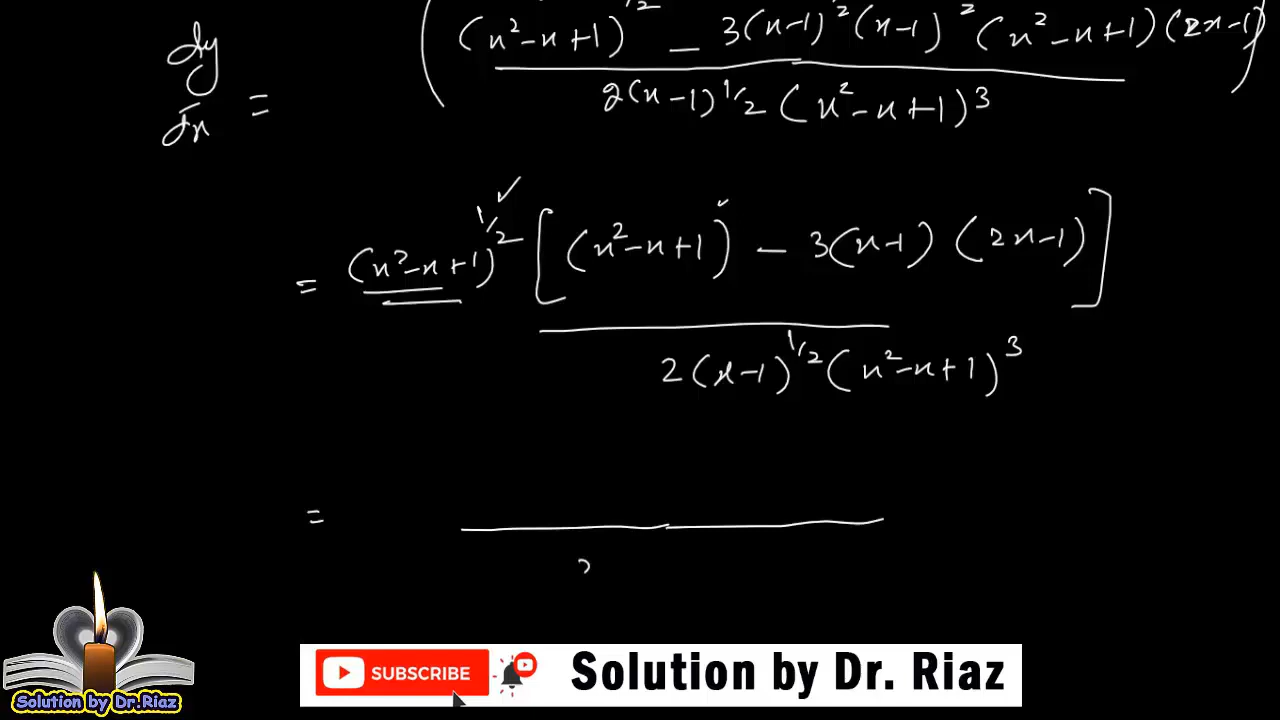 dy/dx = ( (x²-x+1)^1/2 - 3(x-1)^1/2 (x-1)^2 (x²-x+1)(2x-1) / 2(x-1)^1/2 (x²-x+1)^3 )
= (x²-x+1)^1/2 ✓ [ (x²-x+1) - 3(x-1) (2x-1) ] / 2(x-1)^1/2 (x²-x+1)^3
=
SUBSCRIBE Solution by Dr. Riaz
Solution by Dr.Riaz